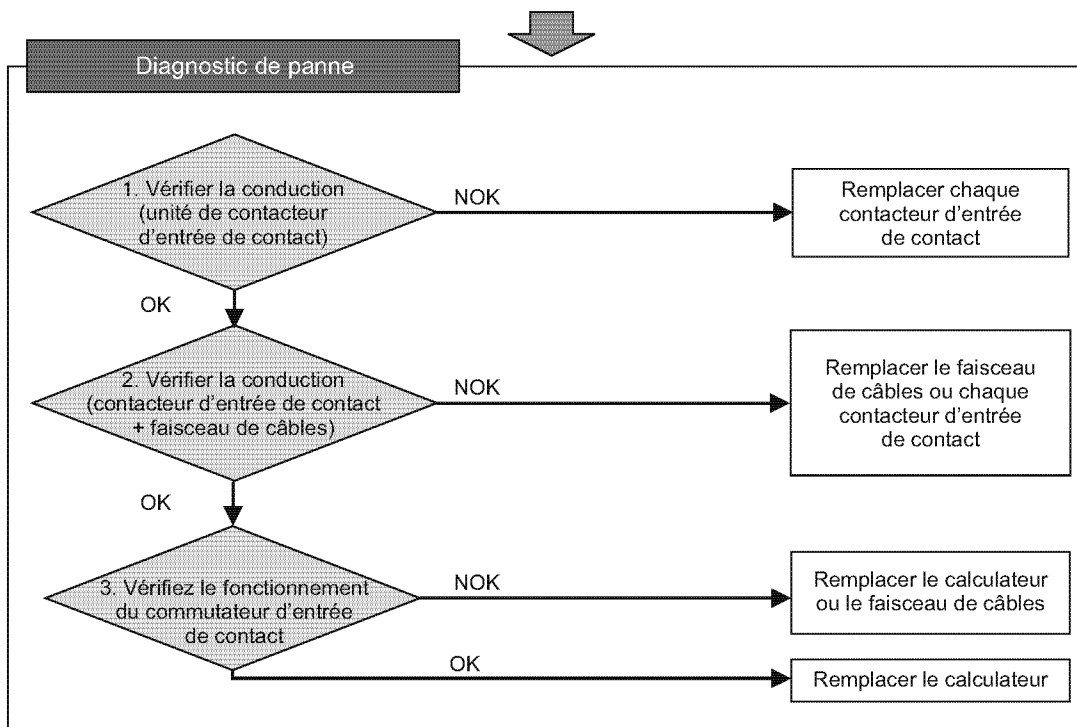 Diagnostic de panne
1. Vérifier la conduction
(unité de contacteur
d'entrée de contact)
NOK
Remplacer chaque
contacteur d'entrée
de contact
OK
2. Vérifier la conduction
(contacteur d'entrée de contact
+ faisceau de câbles)
NOK
Remplacer le faisceau
de câbles ou chaque
contacteur d'entrée
de contact
OK
3. Vérifiez le fonctionnement
du commutateur d'entrée
de contact
NOK
Remplacer le calculateur
ou le faisceau de câbles
OK
Remplacer le calculateur